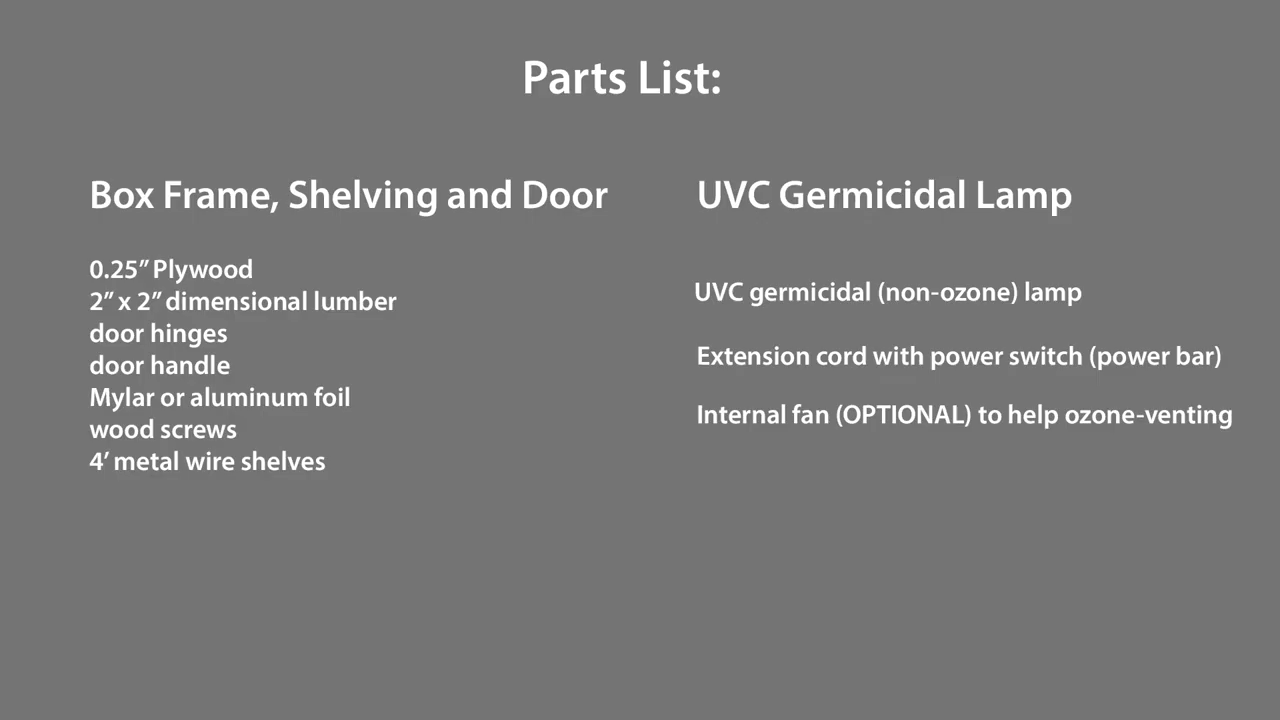 Parts List:
Box Frame, Shelving and Door
0.25” Plywood
2” x 2” dimensional lumber
door hinges
door handle
Mylar or aluminum foil
wood screws
4’ metal wire shelves
UVC Germicidal Lamp
UVC germicidal (non-ozone) lamp
Extension cord with power switch (power bar)
Internal fan (OPTIONAL) to help ozone-venting